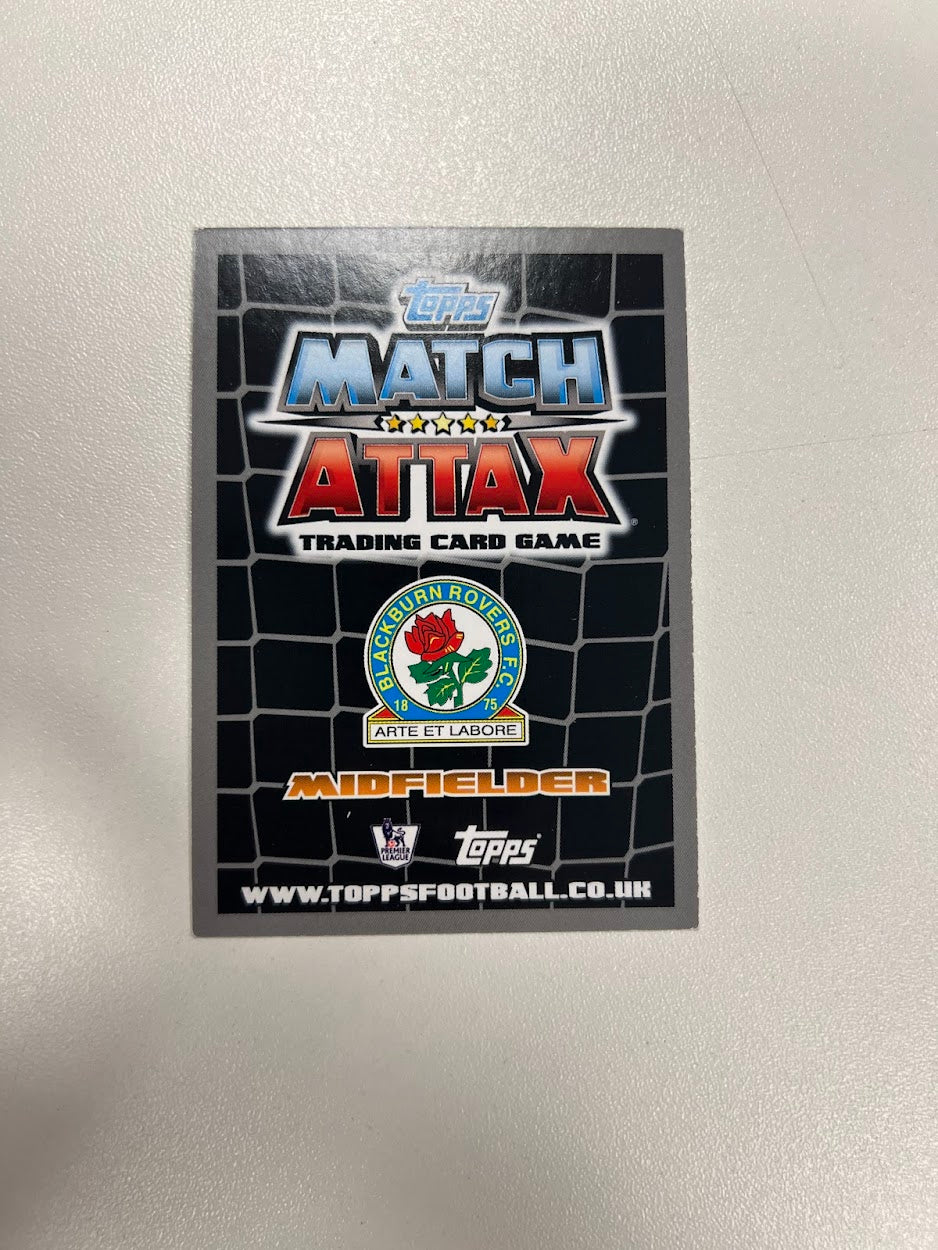 Topps
MATCH
ATTAX
®
TRADING CARD GAME
BLACKBURN ROVERS F.C.
18 75
ARTE ET LABORE
MIDFIELDER
PREMIER
LEAGUE
Topps
WWW.TOPPSFOOTBALL.CO.UK